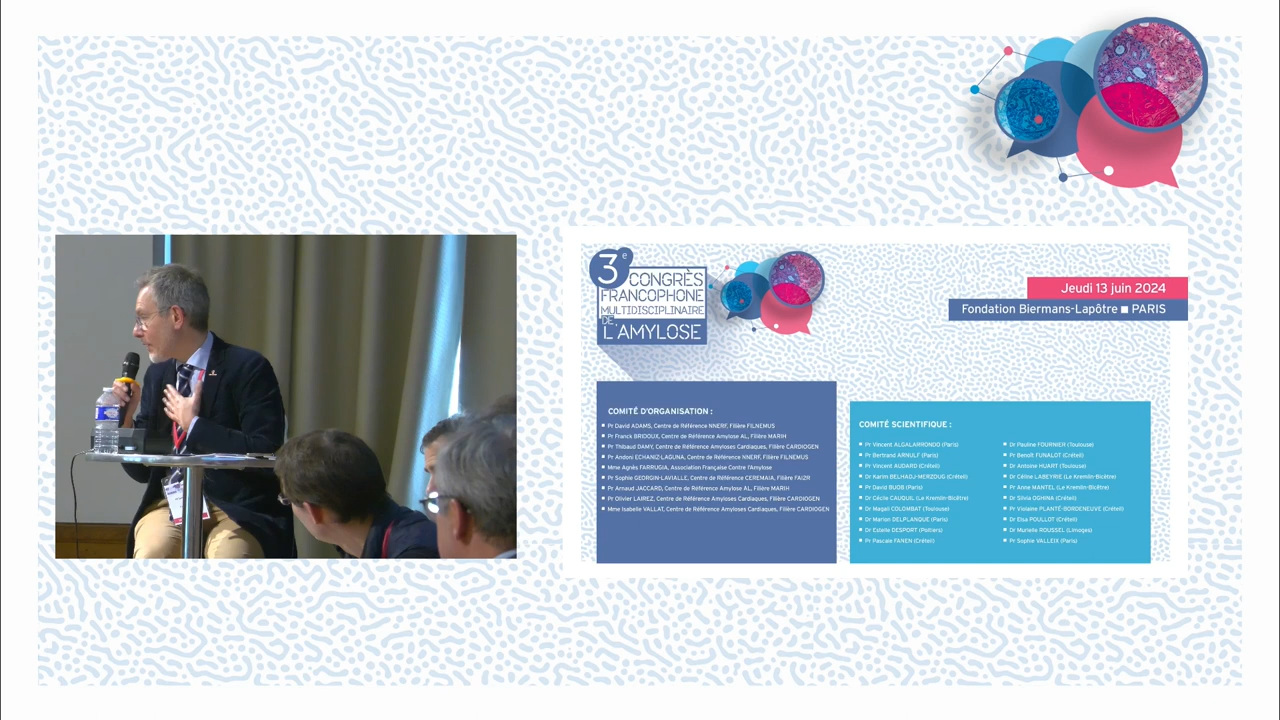 3e CONGRÈS
FRANCOPHONE
MULTIDISCIPLINAIRE
DE
L'AMYLOSE
Jeudi 13 juin 2024
Fondation Biermans-Lapôtre ■ PARIS
COMITÉ D'ORGANISATION :
Pr David ADAMS, Centre de Référence NNERF, Filière FILNEMUS
Pr Franck BRIDOUX, Centre de Référence Amylose AL, Filière MARIH
Pr Thibaud DAMY, Centre de Référence Amyloses Cardiaques, Filière CARDIOGEN
Pr Andoni ECHANIZ-LAGUNA, Centre de Référence NNERF, Filière FILNEMUS
Mme Agnès FARRUGIA, Association Française Contre l'Amylose
Pr Sophie GEORGIN-LAVIALLE, Centre de Référence CEREMAIA, Filière FAI2R
Pr Arnaud JACCARD, Centre de Référence Amylose AL, Filière MARIH
Pr Olivier LAIREZ, Centre de Référence Amyloses Cardiaques, Filière CARDIOGEN
Mme Isabelle VALLAT, Centre de Référence Amyloses Cardiaques, Filière CARDIOGEN
COMITÉ SCIENTIFIQUE :
Pr Vincent ALGALARRONDO (Paris)
Pr Bertrand ARNULF (Paris)
Pr Vincent AUDARD (Créteil)
Dr Karim BELHADJ-MERZOUG (Créteil)
Pr David BUOB (Paris)
Dr Cécile CAUQUIL (Le Kremlin-Bicêtre)
Dr Magali COLOMBAT (Toulouse)
Dr Marion DELPLANQUE (Paris)
Dr Estelle DESPORT (Poitiers)
Pr Pascale FANEN (Créteil)
Dr Pauline FOURNIER (Toulouse)
Pr Benoît FUNALOT (Créteil)
Dr Antoine HUART (Toulouse)
Dr Céline LABEYRIE (Le Kremlin-Bicêtre)
Pr Anne MANTEL (Le Kremlin-Bicêtre)
Dr Silvia OGHINA (Créteil)
Pr Violaine PLANTÉ-BORDENEUVE (Créteil)
Dr Elsa POULLOT (Créteil)
Dr Murielle ROUSSEL (Limoges)
Pr Sophie VALLEIX (Paris)